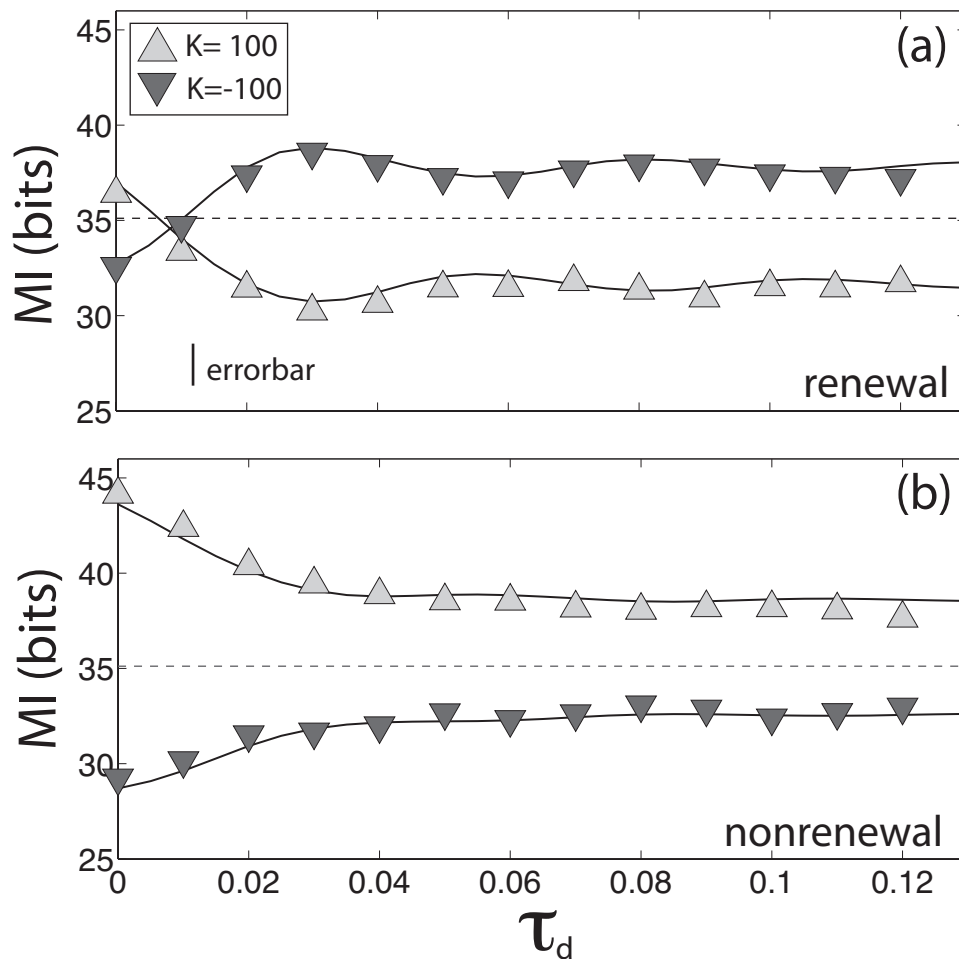 45
(a)
K= 100
K=-100
40
MI (bits)
35
30
errorbar
renewal
25
45
(b)
40
MI (bits)
35
30
nonrenewal
25
0 0.02 0.04 0.06 0.08 0.1 0.12
τd